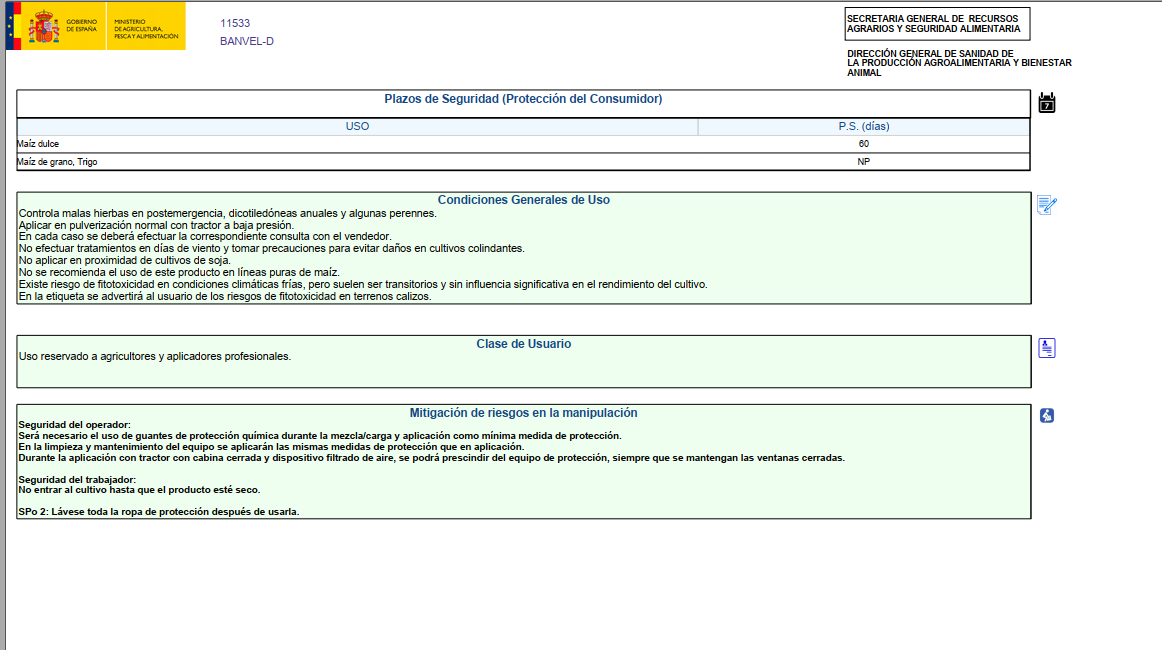 GOBIERNO
DE ESPAÑA
MINISTERIO
DE AGRICULTURA,
PESCA Y ALIMENTACIÓN
11533
BANVEL-D
SECRETARIA GENERAL DE RECURSOS
AGRARIOS Y SEGURIDAD ALIMENTARIA
DIRECCIÓN GENERAL DE SANIDAD DE
LA PRODUCCIÓN AGROALIMENTARIA Y BIENESTAR
ANIMAL
Plazos de Seguridad (Protección del Consumidor)
7
USO P.S. (días)
Maíz dulce 60
Maíz de grano, Trigo NP
Condiciones Generales de Uso
Controla malas hierbas en postemergencia, dicotiledóneas anuales y algunas perennes.
Aplicar en pulverización normal con tractor a baja presión.
En cada caso se deberá efectuar la correspondiente consulta con el vendedor.
No efectuar tratamientos en días de viento y tomar precauciones para evitar daños en cultivos colindantes.
No aplicar en proximidad de cultivos de soja.
No se recomienda el uso de este producto en líneas puras de maíz.
Existe riesgo de fitotoxicidad en condiciones climáticas frías, pero suelen ser transitorios y sin influencia significativa en el rendimiento del cultivo.
En la etiqueta se advertirá al usuario de los riesgos de fitotoxicidad en terrenos calizos.
Clase de Usuario
Uso reservado a agricultores y aplicadores profesionales.
Mitigación de riesgos en la manipulación
Seguridad del operador:
Será necesario el uso de guantes de protección química durante la mezcla/carga y aplicación como mínima medida de protección.
En la limpieza y mantenimiento del equipo se aplicarán las mismas medidas de protección que en aplicación.
Durante la aplicación con tractor con cabina cerrada y dispositivo filtrado de aire, se podrá prescindir del equipo de protección, siempre que se mantengan las ventanas cerradas.
Seguridad del trabajador:
No entrar al cultivo hasta que el producto esté seco.
SPo 2: Lávese toda la ropa de protección después de usarla.